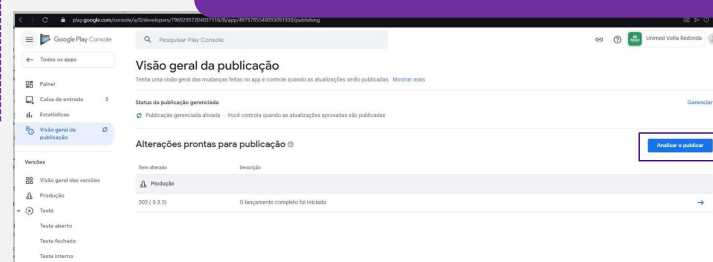 play.google.com/console/u/0/developers/7969235720403711628/app/4975785540093091930/publishing
Google Play Console
Pesquisar Play Console
Unimed Volta Redonda
Todos os apps
Visão geral da publicação
Tenha uma visão geral das mudanças feitas no app e controle quando as atualizações serão publicadas Mostrar mais
Painel
Caixa de entrada 5
Status da publicação gerenciada
Gerenciar
Estatísticas
Publicação gerenciada ativada · Você controla quando as atualizações aprovadas são publicadas
Visão geral da
publicação
Alterações prontas para publicação
Analisar e publicar
Versões
Item alterado Descrição
Visão geral das versões
Produção
Produção
303 ( 0.3.3) O lançamento completo foi iniciado
Teste
Teste aberto
Teste fechado
Teste interno